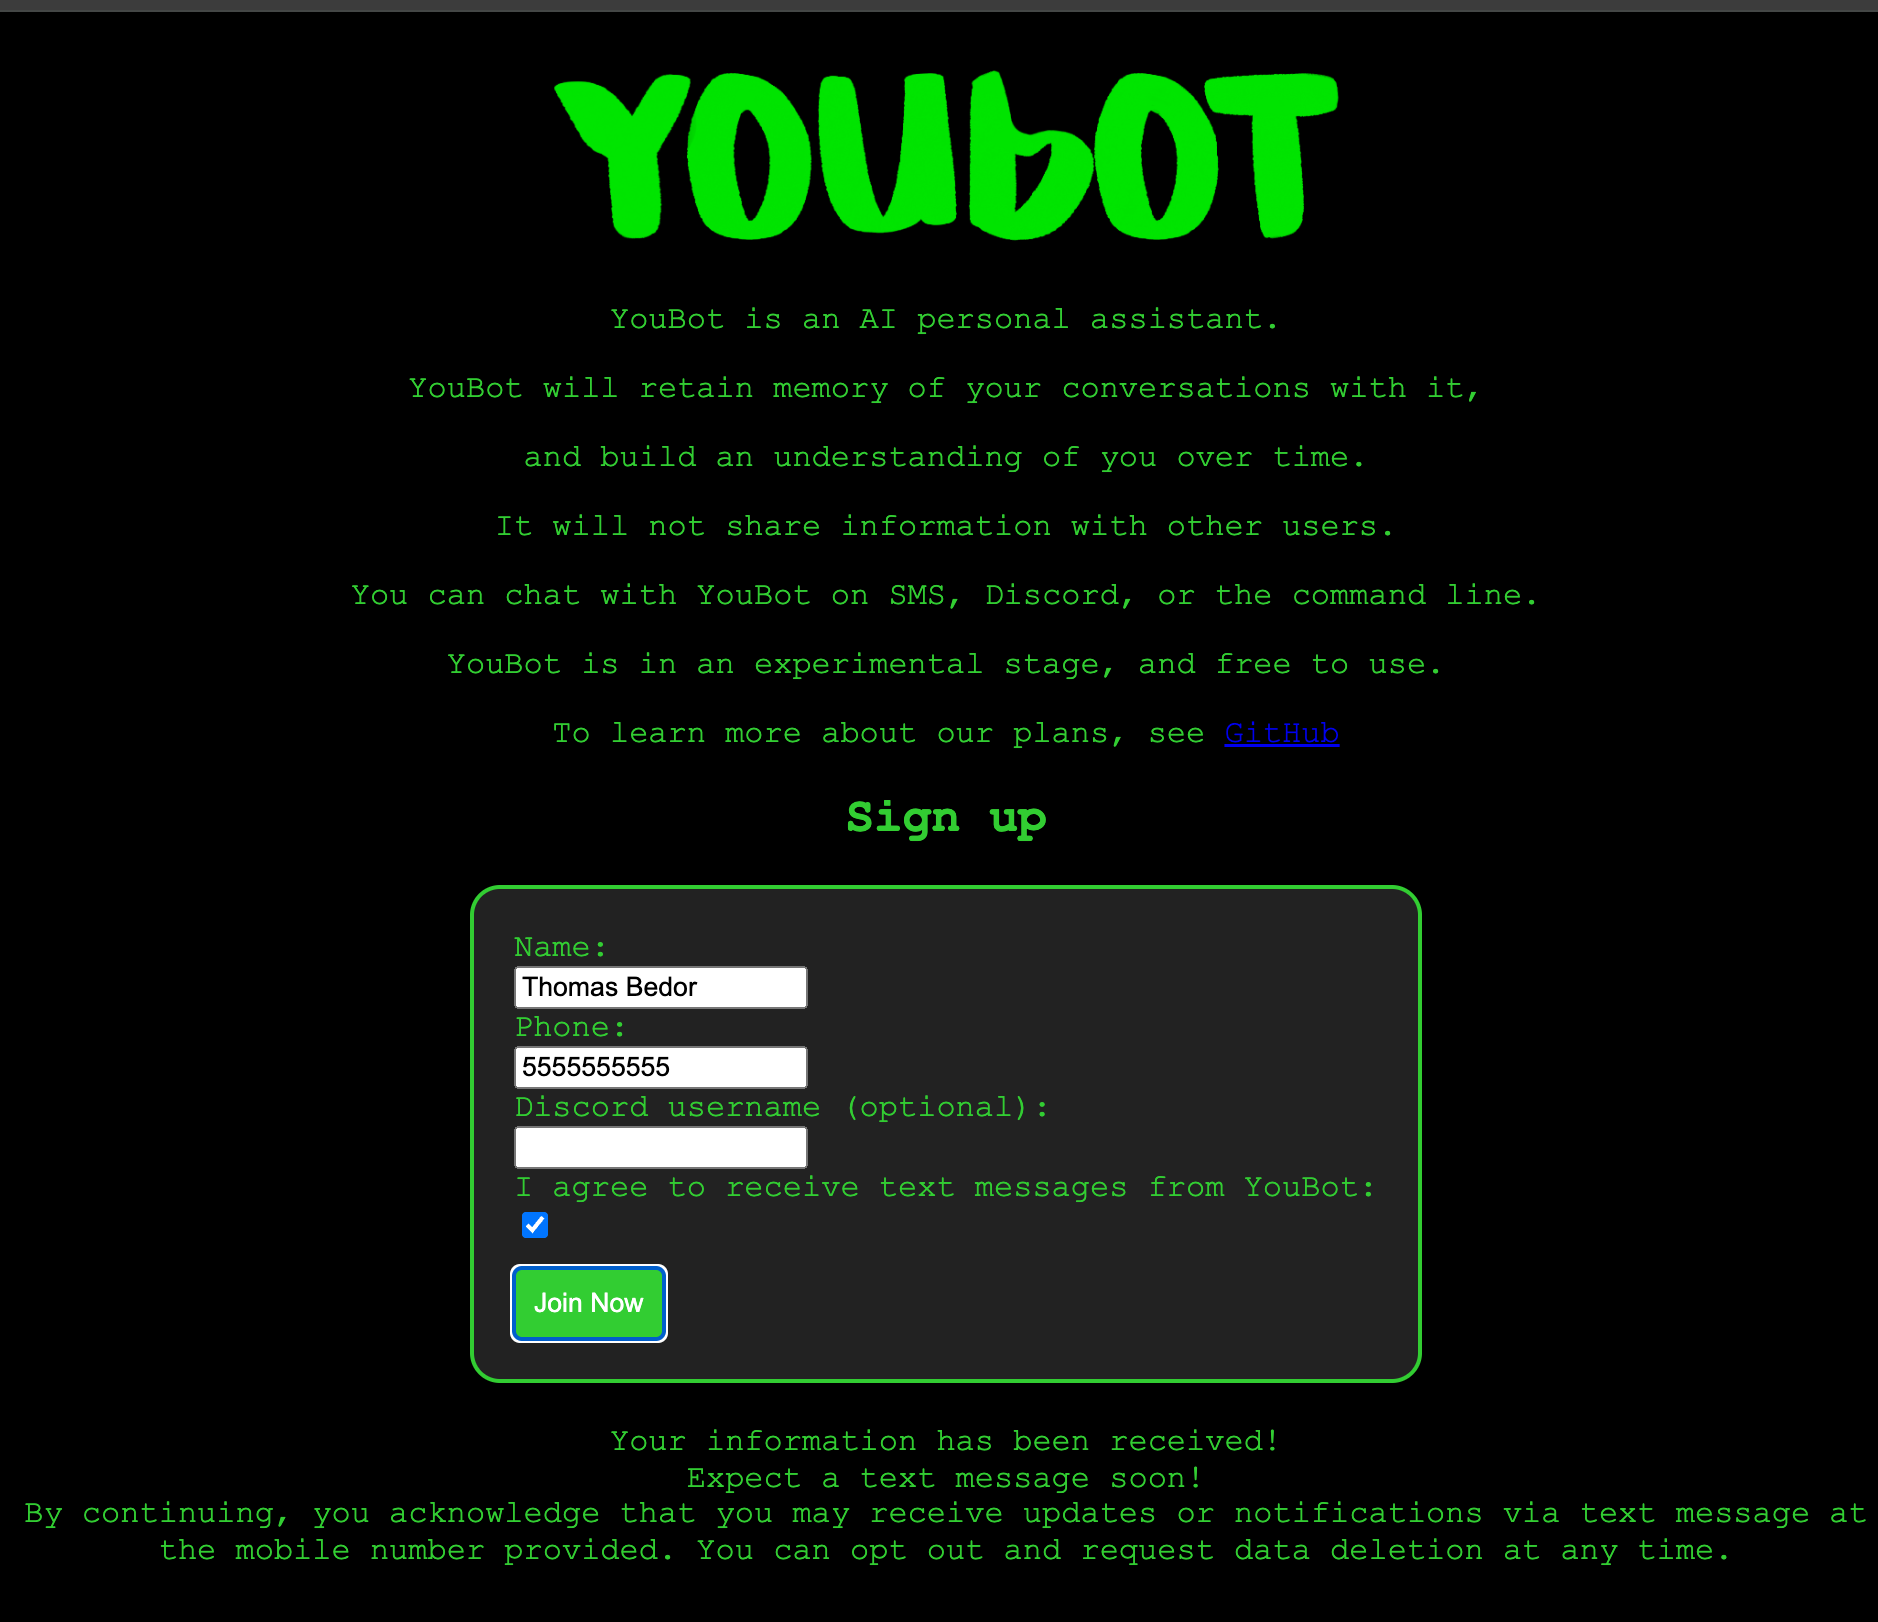 YOUbOT
YouBot is an AI personal assistant.
YouBot will retain memory of your conversations with it,
and build an understanding of you over time.
It will not share information with other users.
You can chat with YouBot on SMS, Discord, or the command line.
YouBot is in an experimental stage, and free to use.
To learn more about our plans, see GitHub
Sign up
Name:
Thomas Bedor
Phone:
5555555555
Discord username (optional):
I agree to receive text messages from YouBot:
Join Now
Your information has been received!
Expect a text message soon!
By continuing, you acknowledge that you may receive updates or notifications via text message at
the mobile number provided. You can opt out and request data deletion at any time.